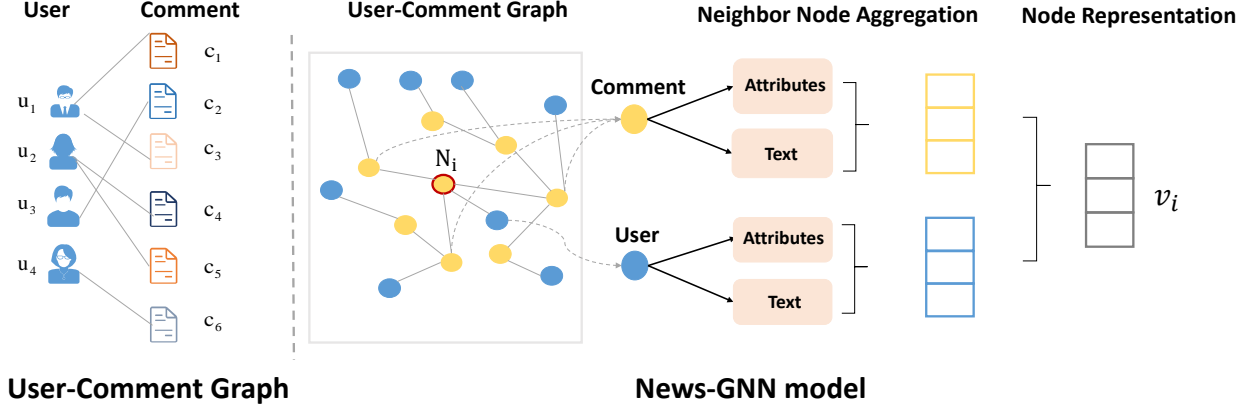 User
Comment
u1
u2
u3
u4
c1
c2
c3
c4
c5
c6
User-Comment Graph
User-Comment Graph
Ni
Neighbor Node Aggregation
Comment
Attributes
Text
User
Attributes
Text
Node Representation
vi
News-GNN model